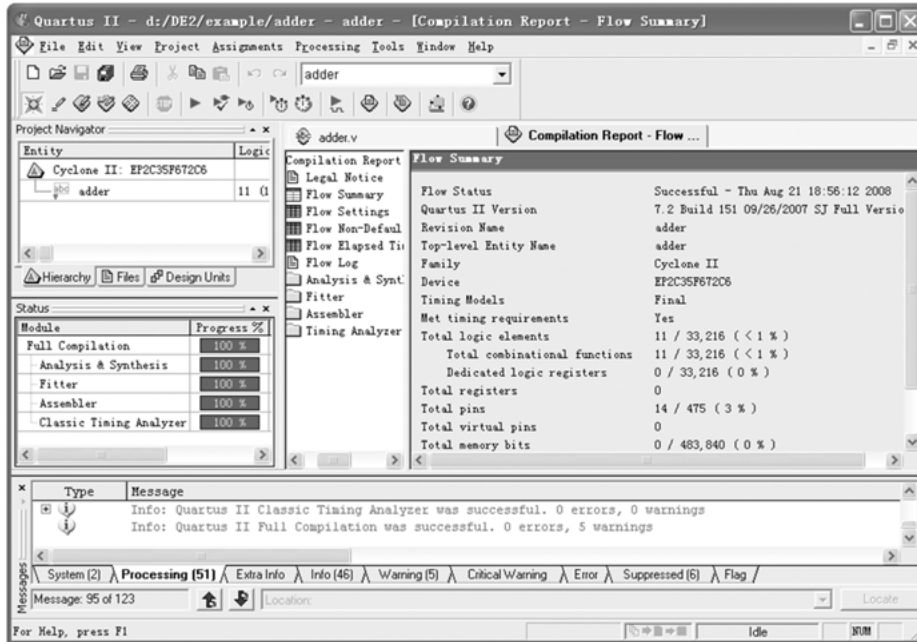 Quartus II - d:/DE2/example/adder - adder - [Compilation Report - Flow Summary]
File Edit View Project Assignments Processing Tools Window Help
adder
Project Navigator
Entity
Logic
Cyclone II: EP2C35F672C6
adder
11 (1
Hierarchy
Files
Design Units
Status
Module
Progress %
Full Compilation
100 %
Analysis & Synthesis
100 %
Fitter
100 %
Assembler
100 %
Classic Timing Analyzer
100 %
adder.v
Compilation Report - Flow ...
Compilation Report
Legal Notice
Flow Summary
Flow Settings
Flow Non-Defaul
Flow Elapsed Ti
Flow Log
Analysis & Synt
Fitter
Assembler
Timing Analyzer
Flow Summary
Flow Status Successful - Thu Aug 21 18:56:12 2008
Quartus II Version 7.2 Build 151 09/26/2007 SJ Full Versio
Revision Name adder
Top-level Entity Name adder
Family Cyclone II
Device EP2C35F672C6
Timing Models Final
Met timing requirements Yes
Total logic elements 11 / 33,216 ( < 1 % )
Total combinational functions 11 / 33,216 ( < 1 % )
Dedicated logic registers 0 / 33,216 ( 0 % )
Total registers 0
Total pins 14 / 475 ( 3 % )
Total virtual pins 0
Total memory bits 0 / 483,840 ( 0 % )
Type Message
Info: Quartus II Classic Timing Analyzer was successful. 0 errors, 0 warnings
Info: Quartus II Full Compilation was successful. 0 errors, 5 warnings
System (2) Processing (51) Extra Info Info (46) Warning (5) Critical Warning Error Suppressed (6) Flag
Messages
Message: 95 of 123
Location:
Locate
For Help, press F1
Idle
NUM